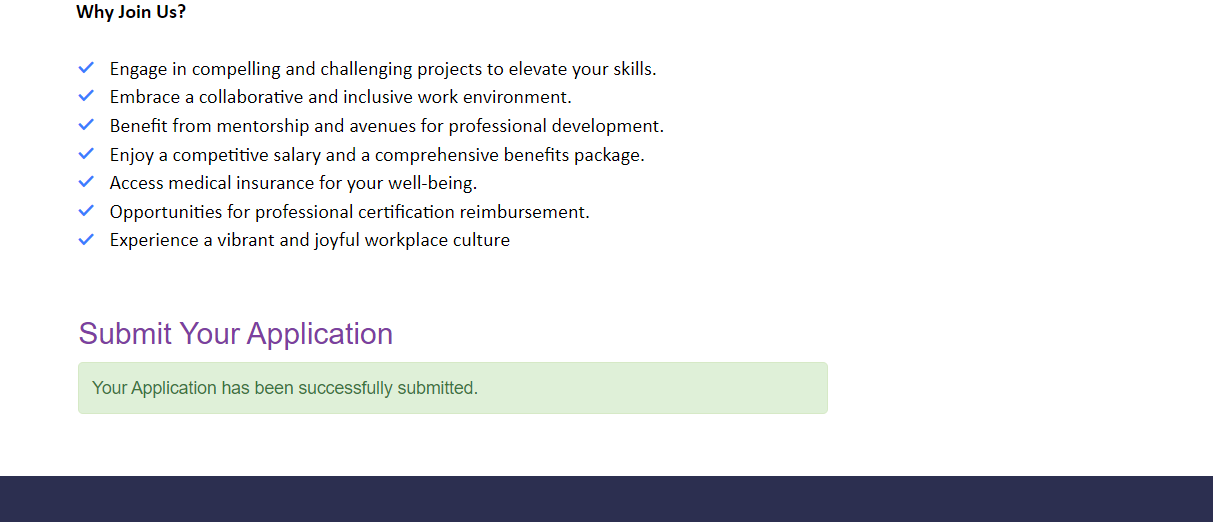 Why Join Us?
Engage in compelling and challenging projects to elevate your skills.
Embrace a collaborative and inclusive work environment.
Benefit from mentorship and avenues for professional development.
Enjoy a competitive salary and a comprehensive benefits package.
Access medical insurance for your well-being.
Opportunities for professional certification reimbursement.
Experience a vibrant and joyful workplace culture
Submit Your Application
Your Application has been successfully submitted.